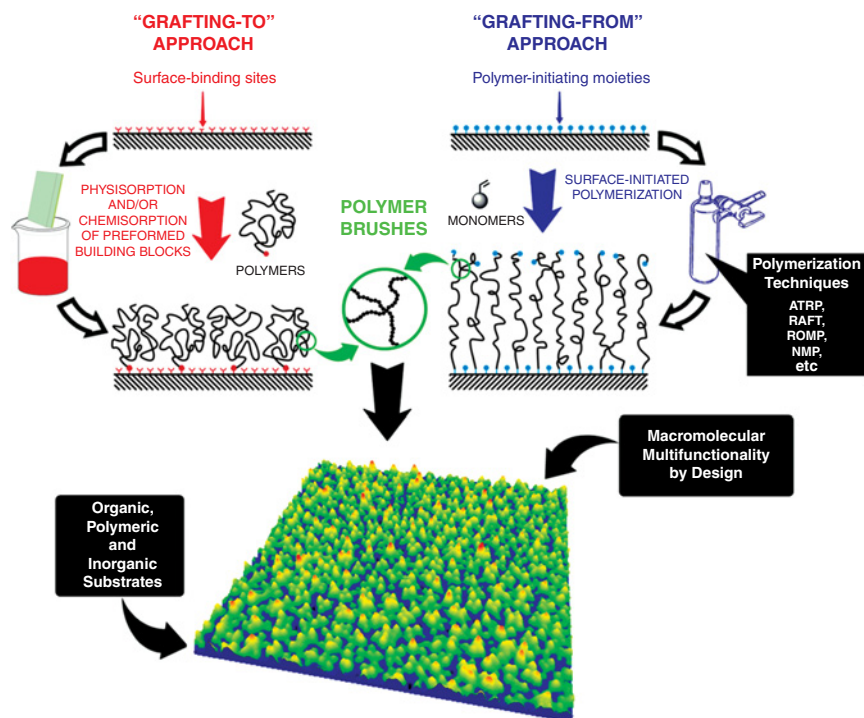 “GRAFTING-TO”
APPROACH
Surface-binding sites
PHYSISORPTION
AND/OR
CHEMISORPTION
OF PREFORMED
BUILDING BLOCKS
POLYMERS
POLYMER
BRUSHES
“GRAFTING-FROM”
APPROACH
Polymer-initiating moieties
MONOMERS
SURFACE-INITIATED
POLYMERIZATION
Polymerization
Techniques
ATRP,
RAFT,
ROMP,
NMP,
etc
Macromolecular
Multifunctionality
by Design
Organic,
Polymeric
and
Inorganic
Substrates